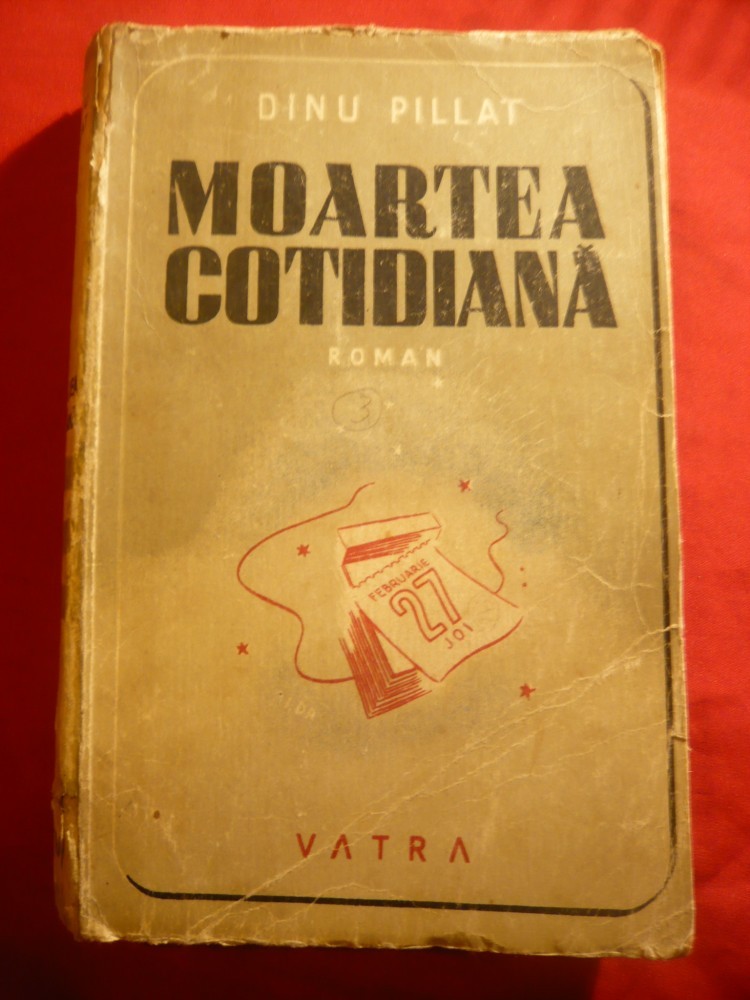 DINU PILLAT
MOARTEA
COTIDIANĂ
ROMAN
3
FEBRUARIE
27
JOI
VATRA